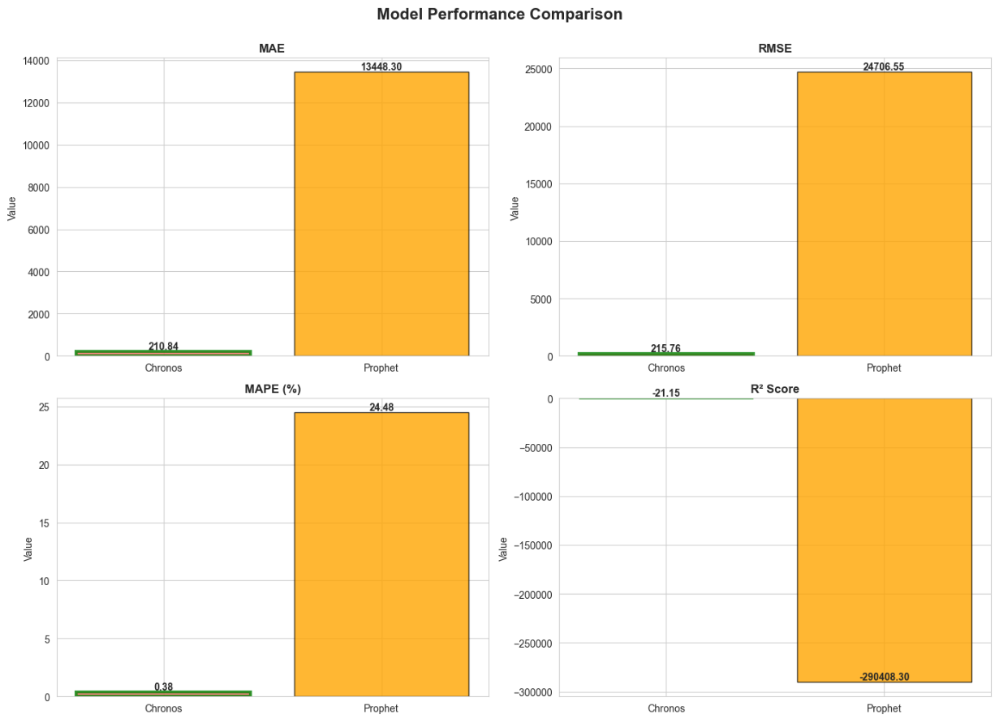 Model Performance Comparison
MAE
14000
12000
10000
8000
6000
4000
2000
0
Value
210.84
13448.30
Chronos
Prophet
RMSE
25000
20000
15000
10000
5000
0
Value
215.76
24706.55
Chronos
Prophet
MAPE (%)
25
20
15
10
5
0
Value
0.38
24.48
Chronos
Prophet
R² Score
0
−50000
−100000
−150000
−200000
−250000
−300000
Value
-21.15
-290408.30
Chronos
Prophet